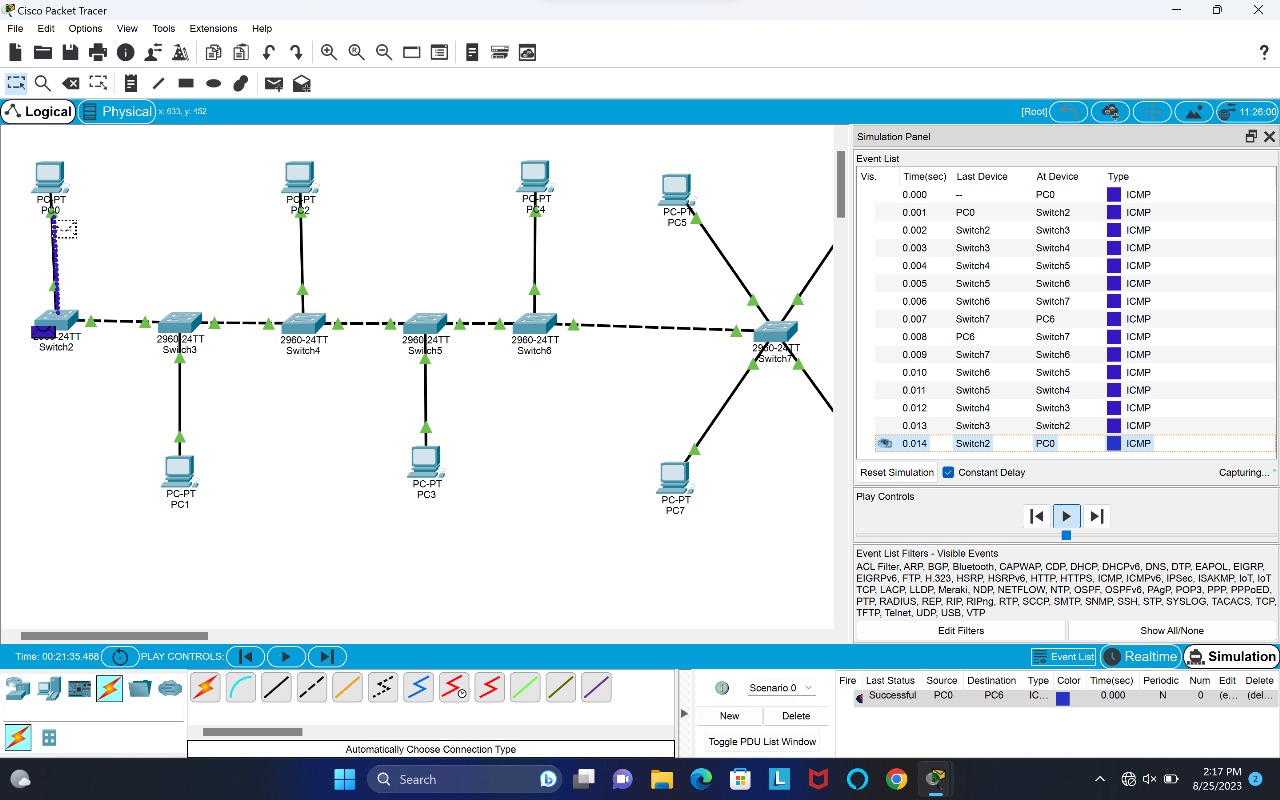 Cisco Packet Tracer
File Edit Options View Tools Extensions Help
Logical Physical x: 633, y: 452 [Root] 11:26:00
Simulation Panel
Event List
Vis. Time(sec) Last Device At Device Type
0.000 -- PC0 ICMP
0.001 PC0 Switch2 ICMP
0.002 Switch2 Switch3 ICMP
0.003 Switch3 Switch4 ICMP
0.004 Switch4 Switch5 ICMP
0.005 Switch5 Switch6 ICMP
0.006 Switch6 Switch7 ICMP
0.007 Switch7 PC6 ICMP
0.008 PC6 Switch7 ICMP
0.009 Switch7 Switch6 ICMP
0.010 Switch6 Switch5 ICMP
0.011 Switch5 Switch4 ICMP
0.012 Switch4 Switch3 ICMP
0.013 Switch3 Switch2 ICMP
0.014 Switch2 PC0 ICMP
Reset Simulation Constant Delay Capturing...
Play Controls
Event List Filters - Visible Events
ACL Filter, ARP, BGP, Bluetooth, CAPWAP, CDP, DHCP, DHCPv6, DNS, DTP, EAPOL, EIGRP,
EIGRPv6, FTP, H.323, HSRP, HSRPv6, HTTP, HTTPS, ICMP, ICMPv6, IPSec, ISAKMP, IoT, IoT
TCP, LACP, LLDP, Meraki, NDP, NETFLOW, NTP, OSPF, OSPFv6, PAgP, POP3, PPP, PPPoED,
PTP, RADIUS, REP, RIP, RIPng, RTP, SCCP, SMTP, SNMP, SSH, STP, SYSLOG, TACACS, TCP,
TFTP, Telnet, UDP, USB, VTP
Edit Filters Show All/None
PC-PT
PC0
PC-PT
PC2
PC-PT
PC4
PC-PT
PC5
2960-24TT
Switch2
2960-24TT
Switch3
2960-24TT
Switch4
2960-24TT
Switch5
2960-24TT
Switch6
2960-24TT
Switch7
PC-PT
PC1
PC-PT
PC3
PC-PT
PC7
Time: 00:21:35.468 PLAY CONTROLS: Event List Realtime Simulation
Scenario 0
New Delete
Toggle PDU List Window
Fire Last Status Source Destination Type Color Time(sec) Periodic Num Edit Delete
Successful PC0 PC6 IC... 0.000 N 0 (e... (del...
Automatically Choose Connection Type
Search
2:17 PM
8/25/2023
2